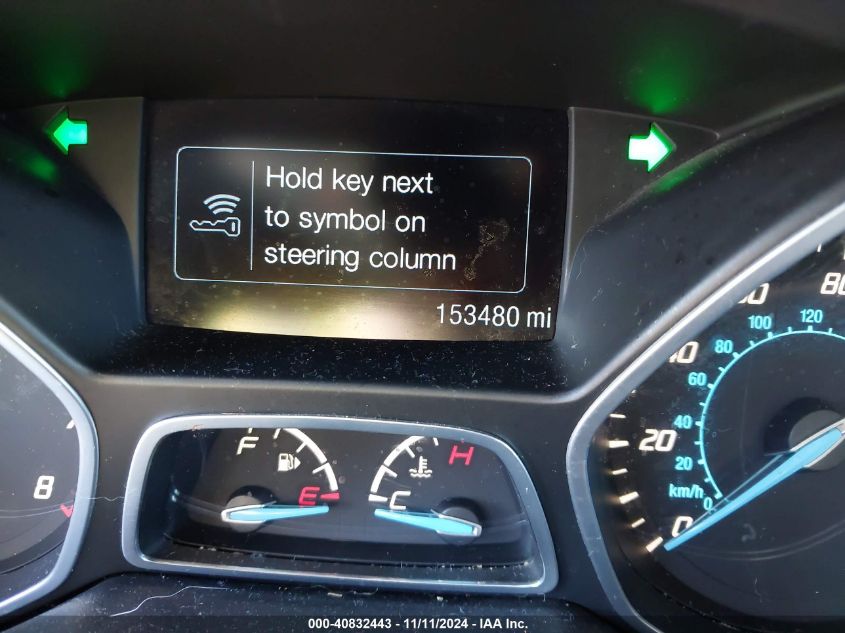 Hold key next
to symbol on
steering column
153480 mi
F
E
H
C
8
0
20
40
80
km/h
0
20
40
60
80
100
120
000-40832443 - 11/11/2024 - IAA Inc.